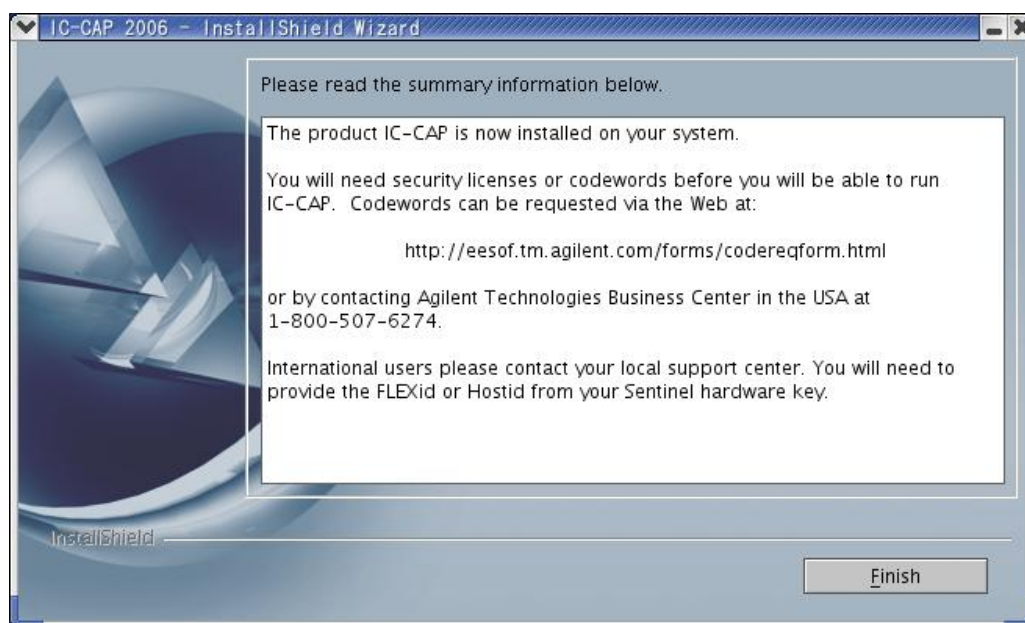 IC-CAP 2006 - InstallShield Wizard
Please read the summary information below.
The product IC-CAP is now installed on your system.
You will need security licenses or codewords before you will be able to run
IC-CAP.  Codewords can be requested via the Web at:
http://eesof.tm.agilent.com/forms/codereqform.html
or by contacting Agilent Technologies Business Center in the USA at
1-800-507-6274.
International users please contact your local support center. You will need to
provide the FLEXid or Hostid from your Sentinel hardware key.
InstallShield
Finish